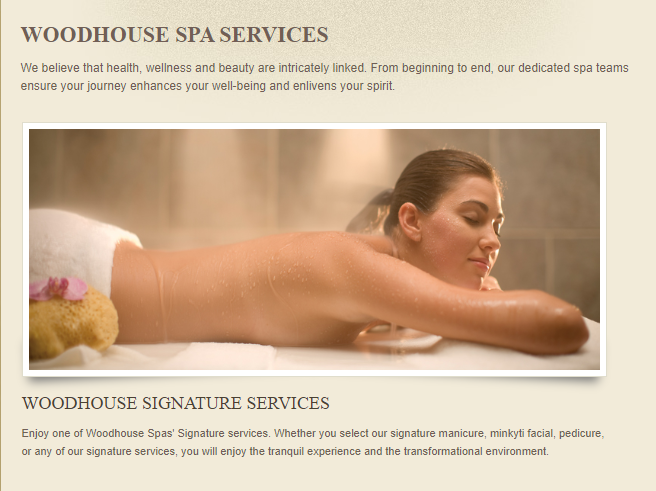 WOODHOUSE SPA SERVICES
We believe that health, wellness and beauty are intricately linked. From beginning to end, our dedicated spa teams
ensure your journey enhances your well-being and enlivens your spirit.
WOODHOUSE SIGNATURE SERVICES
Enjoy one of Woodhouse Spas' Signature services. Whether you select our signature manicure, minkyti facial, pedicure,
or any of our signature services, you will enjoy the tranquil experience and the transformational environment.